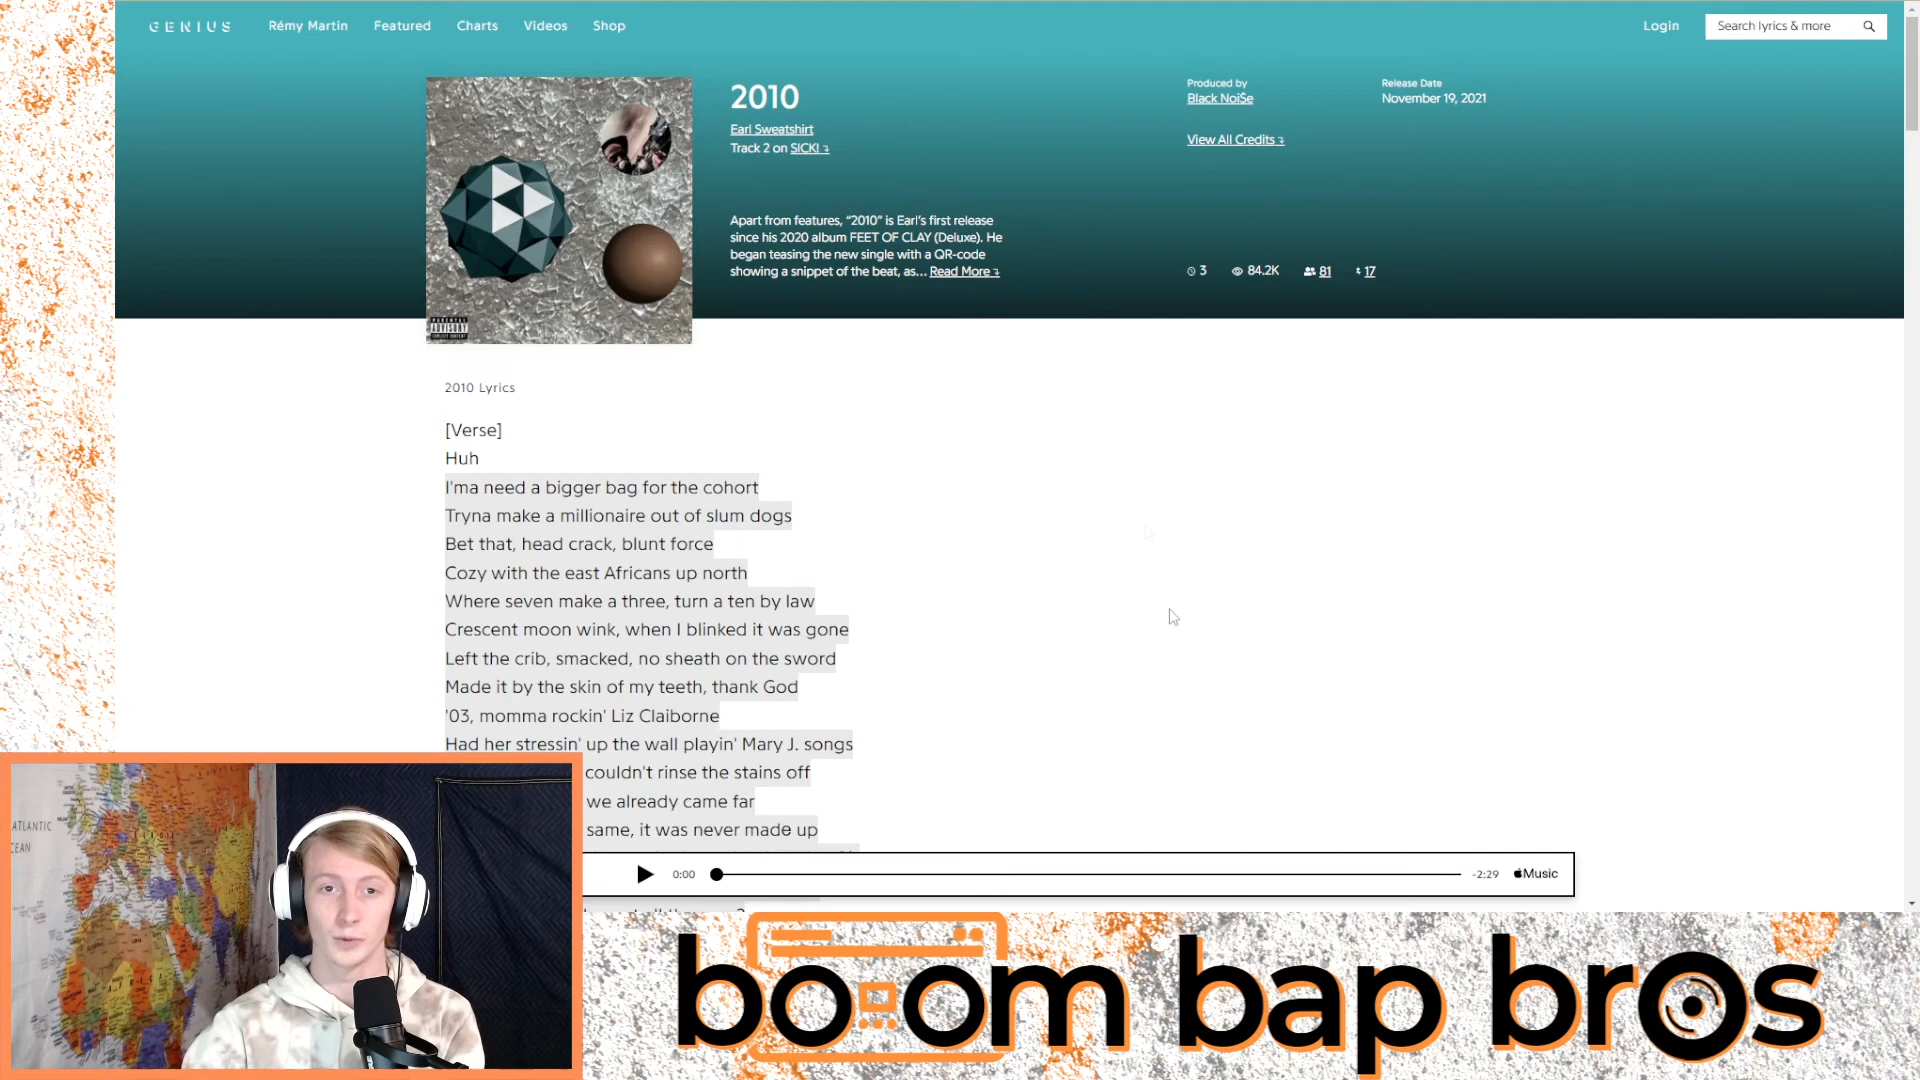 GENIUS Rémy Martin Featured Charts Videos Shop Login Search lyrics & more
2010
Earl Sweatshirt
Track 2 on SICK!
Produced by
Black Noi$e
Release Date
November 19, 2021
View All Credits
Apart from features, “2010” is Earl’s first release
since his 2020 album FEET OF CLAY (Deluxe). He
began teasing the new single with a QR-code
showing a snippet of the beat, as... Read More
3 84.2K 81 17
PARENTAL
ADVISORY
EXPLICIT CONTENT
2010 Lyrics
[Verse]
Huh
I'ma need a bigger bag for the cohort
Tryna make a millionaire out of slum dogs
Bet that, head crack, blunt force
Cozy with the east Africans up north
Where seven make a three, turn a ten by law
Crescent moon wink, when I blinked it was gone
Left the crib, smacked, no sheath on the sword
Made it by the skin of my teeth, thank God
'03, momma rockin' Liz Claiborne
Had her stressin' up the wall playin' Mary J. songs
couldn't rinse the stains off
we already came far
same, it was never made up
0:00 -2:29 Music
ATLANTIC
OCEAN
AFRICA
boom bap bros